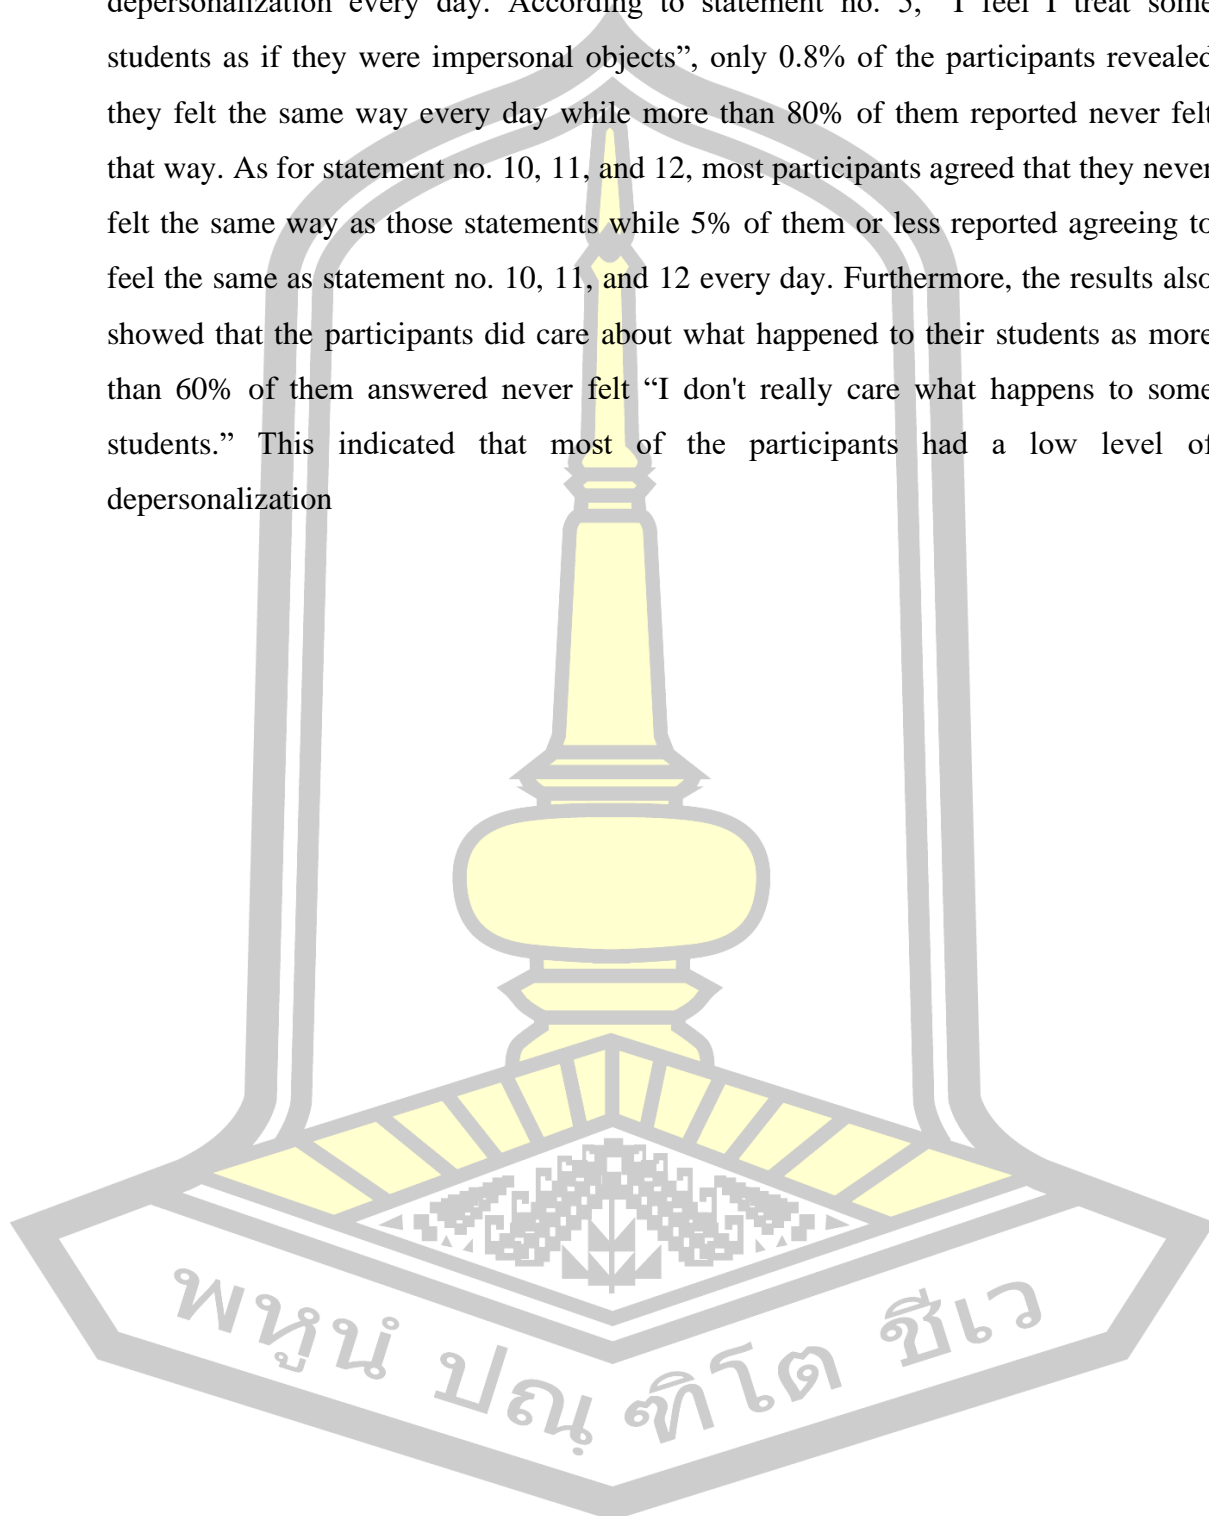 depersonalization every day. According to statement no. 5, “I feel I treat some
students as if they were impersonal objects”, only 0.8% of the participants revealed
they felt the same way every day while more than 80% of them reported never felt
that way. As for statement no. 10, 11, and 12, most participants agreed that they never
felt the same way as those statements while 5% of them or less reported agreeing to
feel the same as statement no. 10, 11, and 12 every day. Furthermore, the results also
showed that the participants did care about what happened to their students as more
than 60% of them answered never felt “I don't really care what happens to some
students.” This indicated that most of the participants had a low level of
depersonalization
พหูนํ ปณฺฑิโต ชีเว